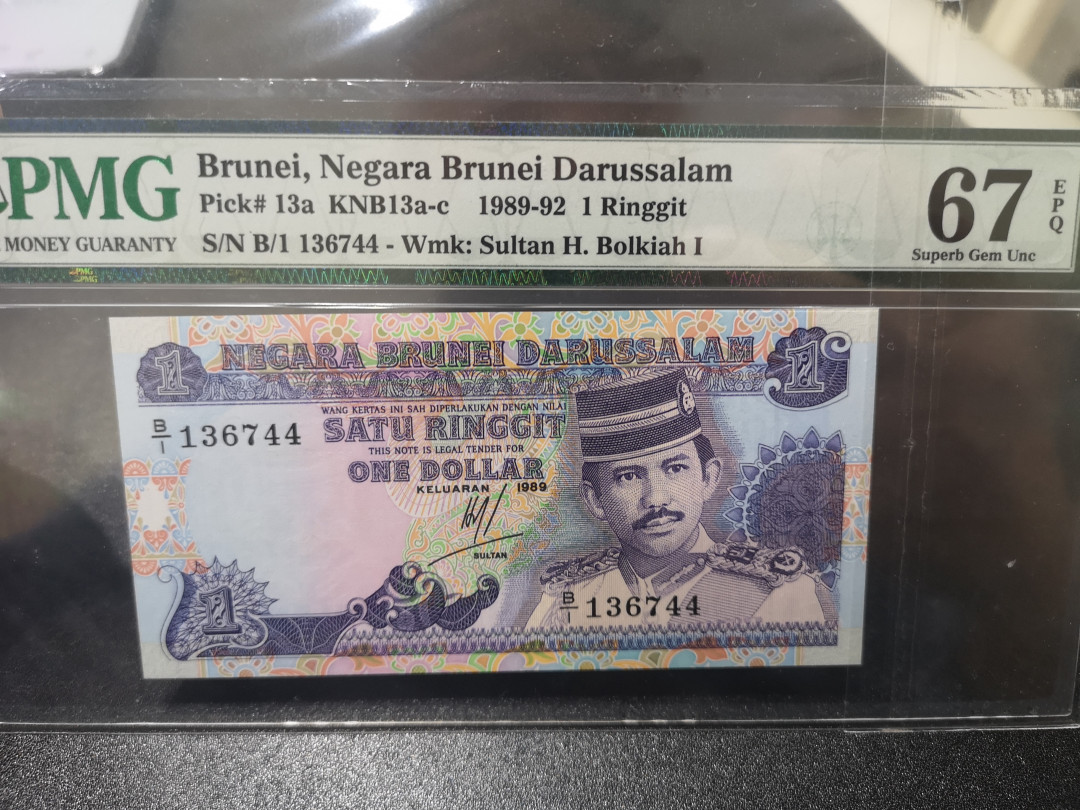 PMG
MONEY GUARANTY
Brunei, Negara Brunei Darussalam
Pick# 13a KNB13a-c 1989-92 1 Ringgit
S/N B/1 136744 - Wmk: Sultan H. Bolkiah I
67 EPQ
Superb Gem Unc
PMG
PMG
1 NEGARA BRUNEI DARUSSALAM 1
WANG KERTAS INI SAH DIPERLAKUKAN DENGAN NILAI
B/1 136744
SATU RINGGIT
THIS NOTE IS LEGAL TENDER FOR
ONE DOLLAR
KELUARAN 1989
SULTAN
1
B/1 136744